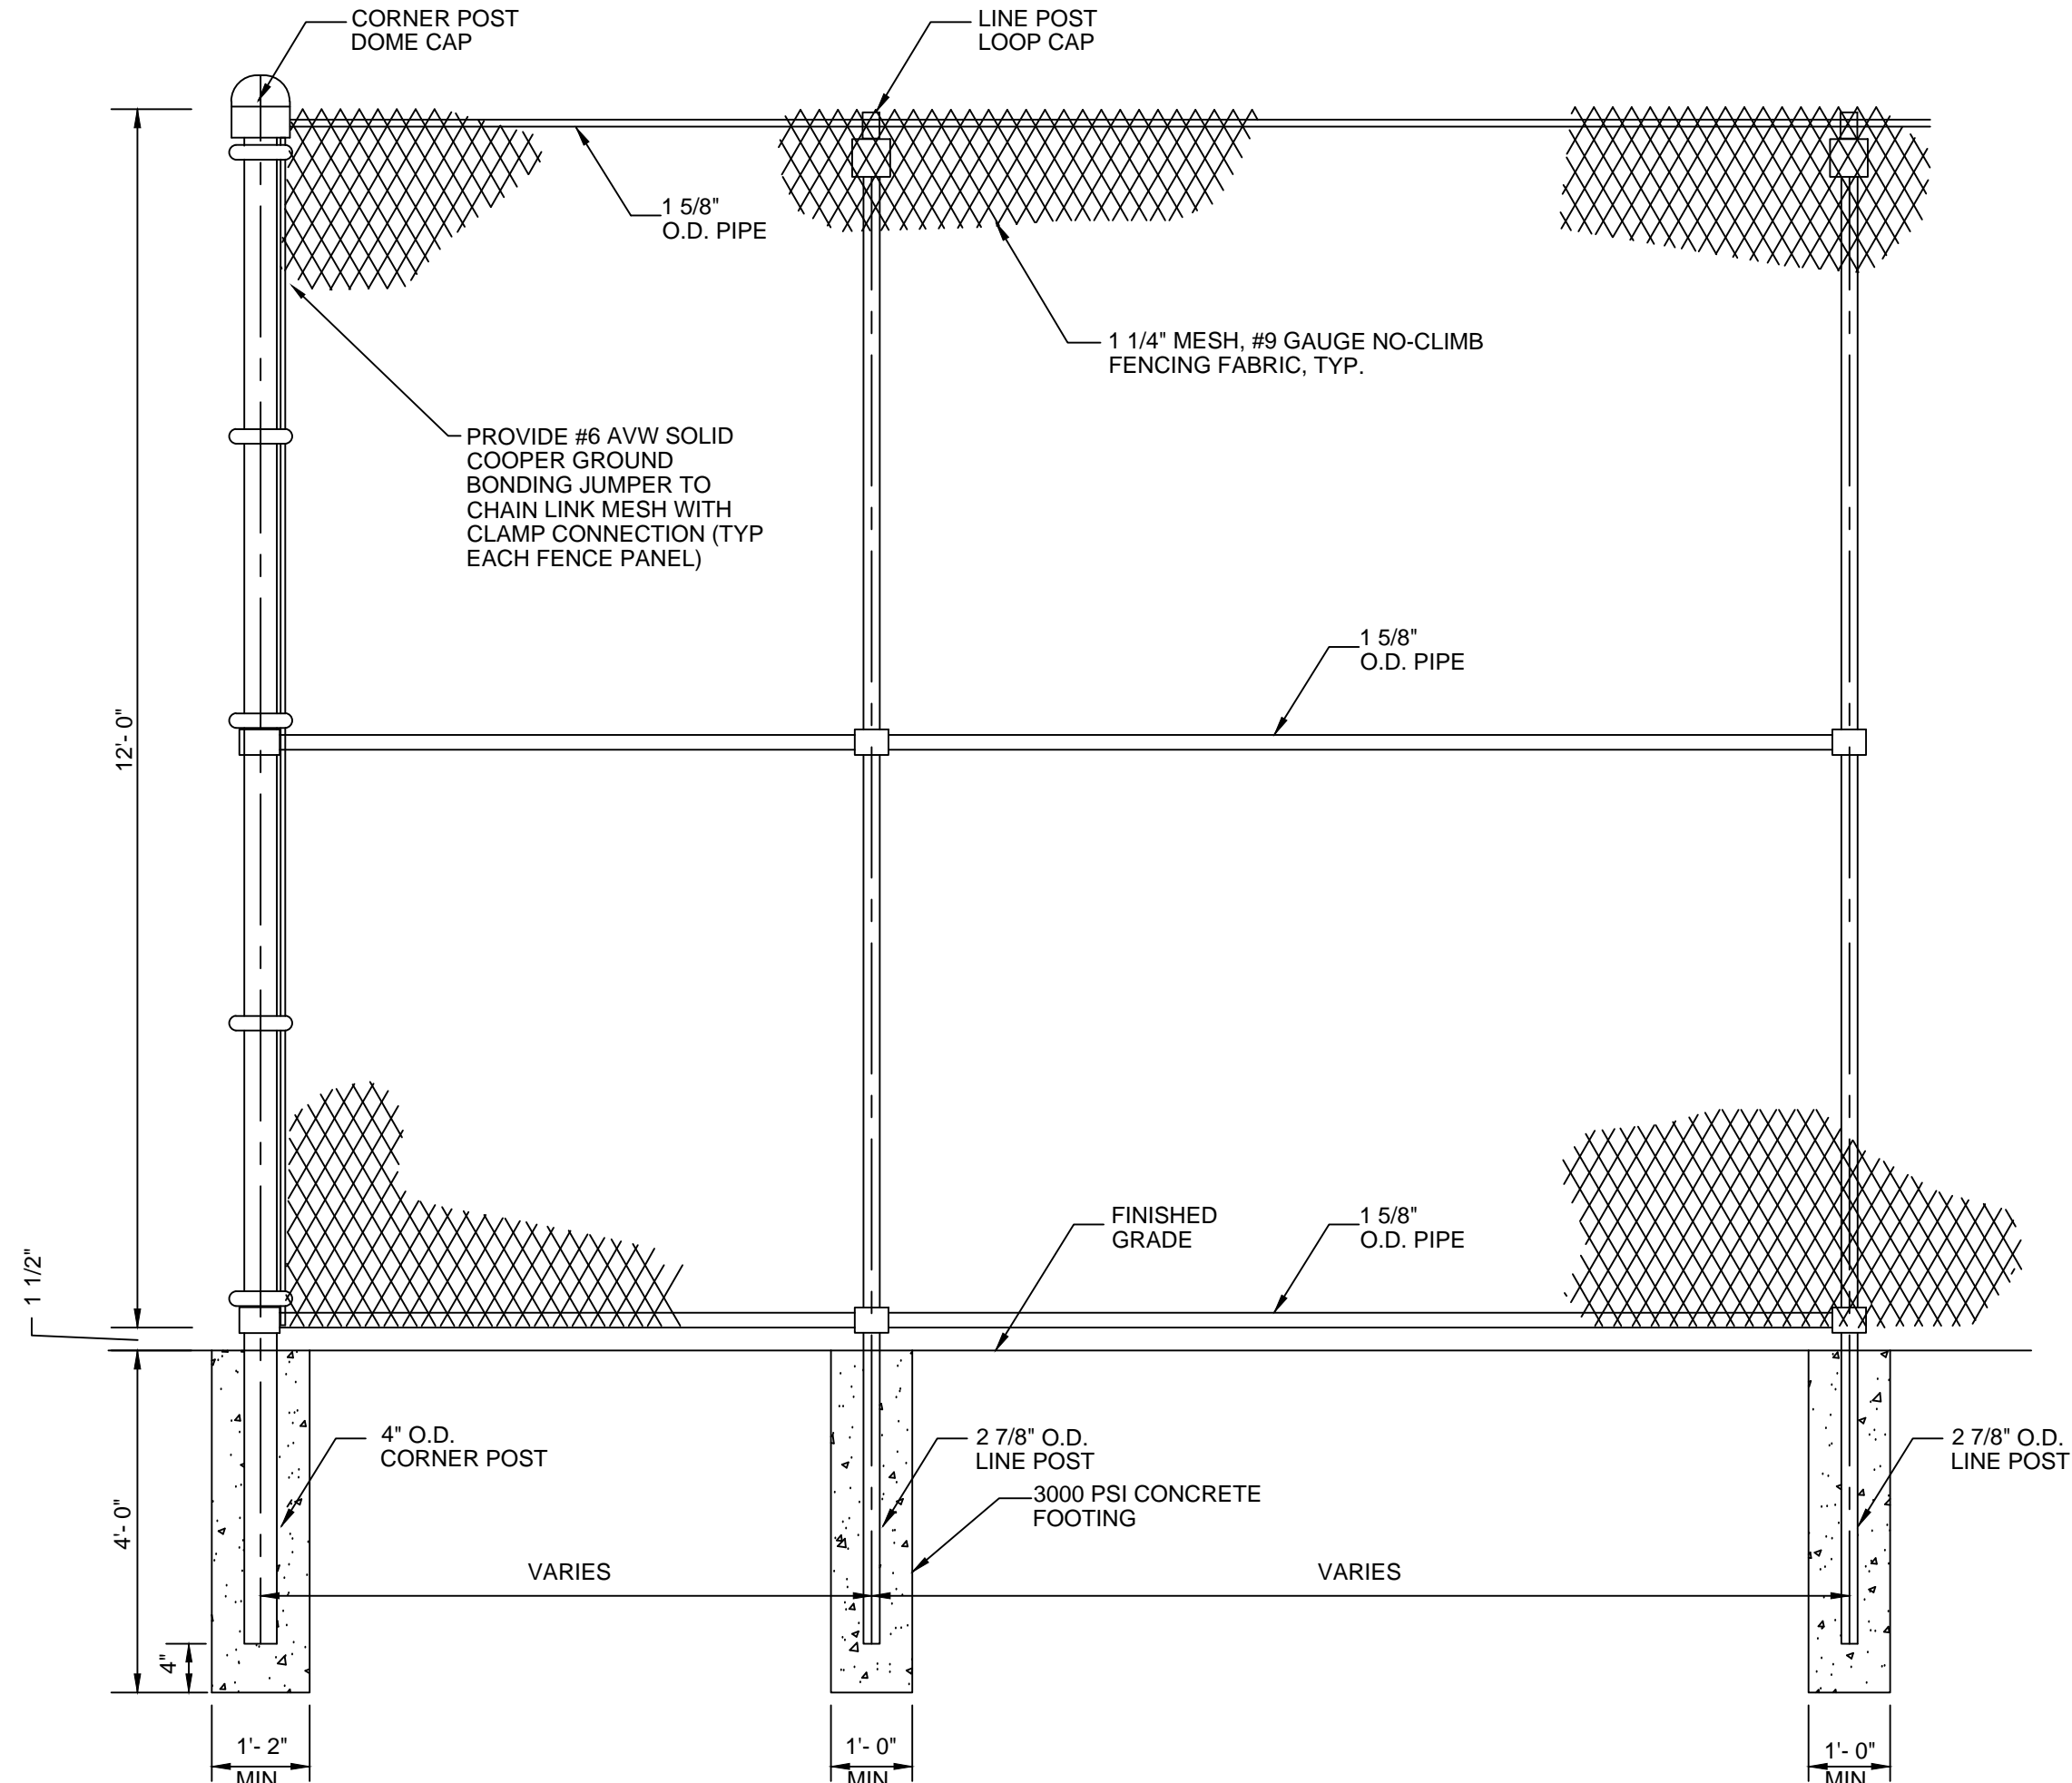 CORNER POST
DOME CAP
LINE POST
LOOP CAP
1 5/8"
O.D. PIPE
1 1/4" MESH, #9 GAUGE NO-CLIMB
FENCING FABRIC, TYP.
PROVIDE #6 AVW SOLID
COOPER GROUND
BONDING JUMPER TO
CHAIN LINK MESH WITH
CLAMP CONNECTION (TYP
EACH FENCE PANEL)
1 5/8"
O.D. PIPE
12'- 0"
FINISHED
GRADE
1 5/8"
O.D. PIPE
1 1/2"
4" O.D.
CORNER POST
2 7/8" O.D.
LINE POST
2 7/8" O.D.
LINE POST
3000 PSI CONCRETE
FOOTING
4'- 0"
VARIES
VARIES
4"
1'- 2"
MIN
1'- 0"
MIN
1'- 0"
MIN